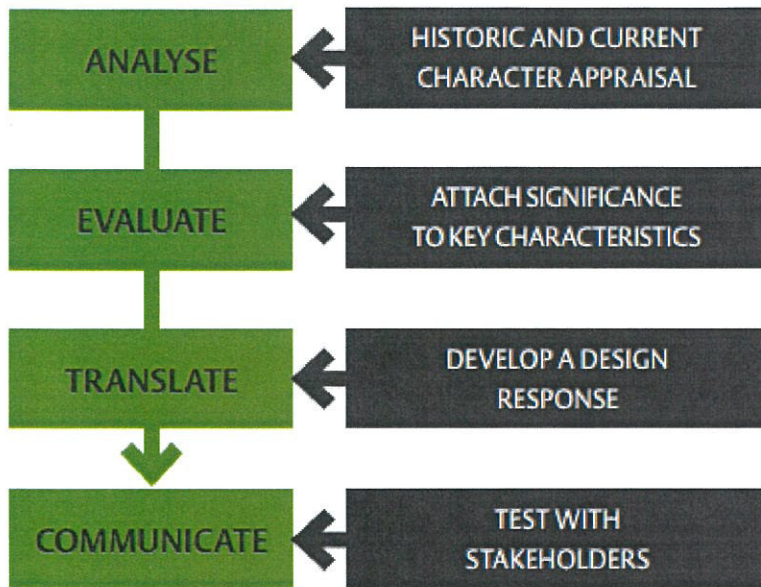 ANALYSE
HISTORIC AND CURRENT
CHARACTER APPRAISAL
EVALUATE
ATTACH SIGNIFICANCE
TO KEY CHARACTERISTICS
TRANSLATE
DEVELOP A DESIGN
RESPONSE
COMMUNICATE
TEST WITH
STAKEHOLDERS